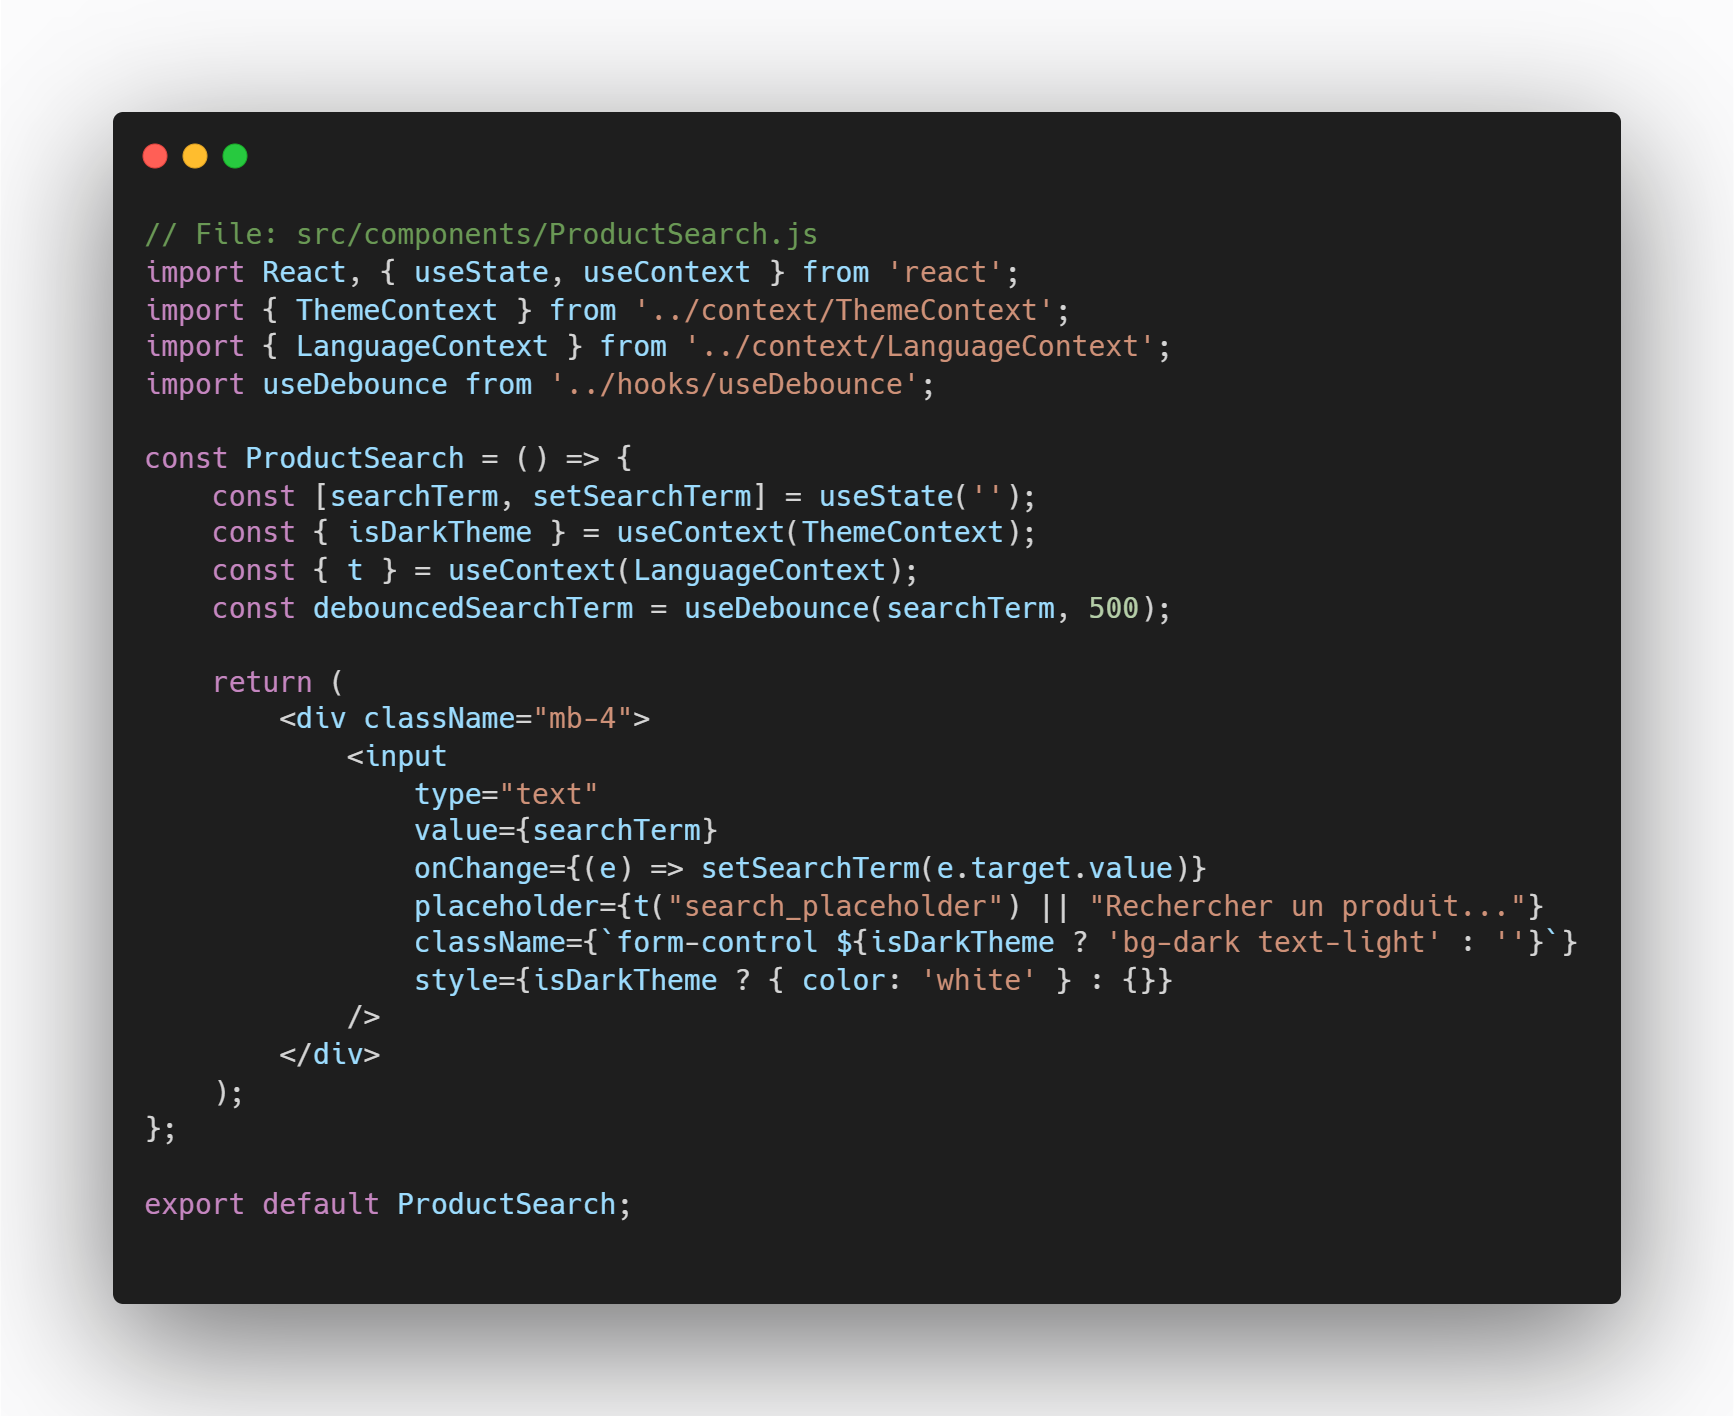 // File: src/components/ProductSearch.js
import React, { useState, useContext } from 'react';
import { ThemeContext } from '../context/ThemeContext';
import { LanguageContext } from '../context/LanguageContext';
import useDebounce from '../hooks/useDebounce';

const ProductSearch = () => {
    const [searchTerm, setSearchTerm] = useState('');
    const { isDarkTheme } = useContext(ThemeContext);
    const { t } = useContext(LanguageContext);
    const debouncedSearchTerm = useDebounce(searchTerm, 500);

    return (
        <div className="mb-4">
            <input
                type="text"
                value={searchTerm}
                onChange={(e) => setSearchTerm(e.target.value)}
                placeholder={t("search_placeholder") || "Rechercher un produit..."}
                className={`form-control ${isDarkTheme ? 'bg-dark text-light' : ''}`}
                style={isDarkTheme ? { color: 'white' } : {}}
            />
        </div>
    );
};

export default ProductSearch;